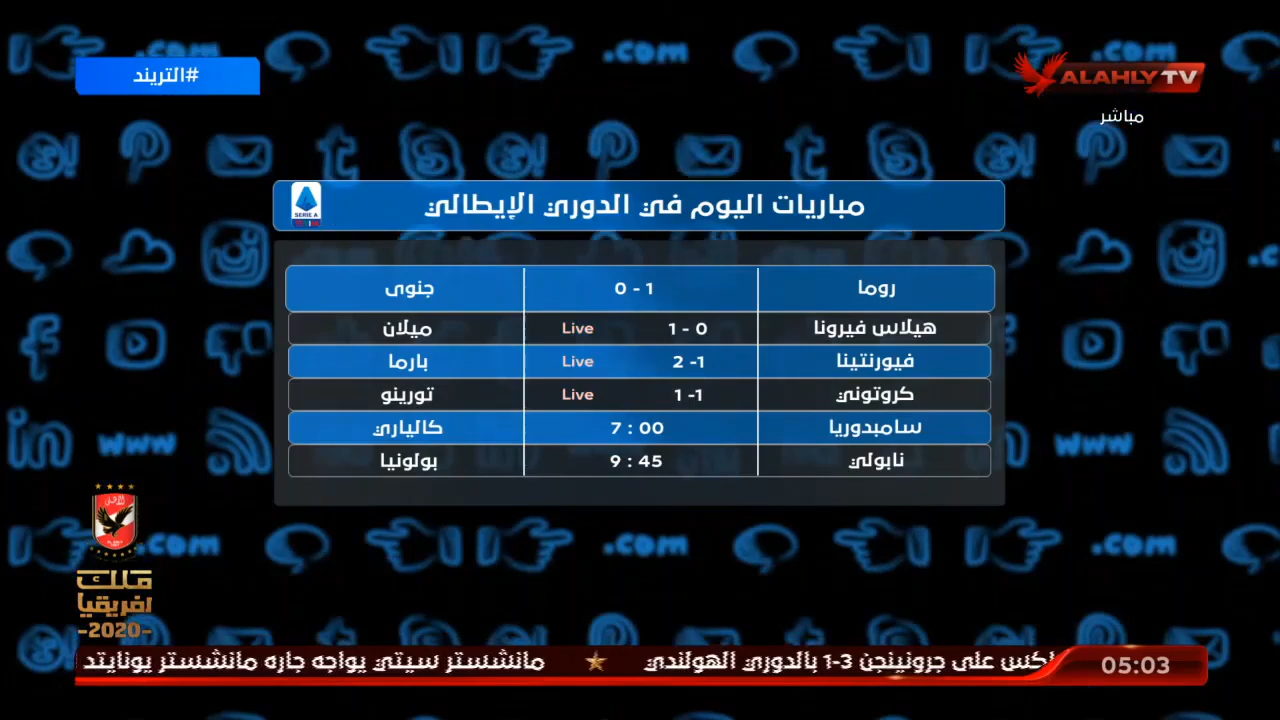 #التريند
ALAHLY TV
مباشر
مباريات اليوم في الدوري الإيطالي
SERIE A
روما 1 - 0 جنوى
هيلاس فيرونا 0 - 1 Live ميلان
فيورنتينا 1- 2 Live بارما
كروتوني 1- 1 Live تورينو
سامبدوريا 7 : 00 كالياري
نابولي 9 : 45 بولونيا
ملك
افريقيا
-2020-
05:03 اكس على جرونينجن 3-1 بالدوري الهولندي ★ مانشستر سيتي يواجه جاره مانشستر يونايتد